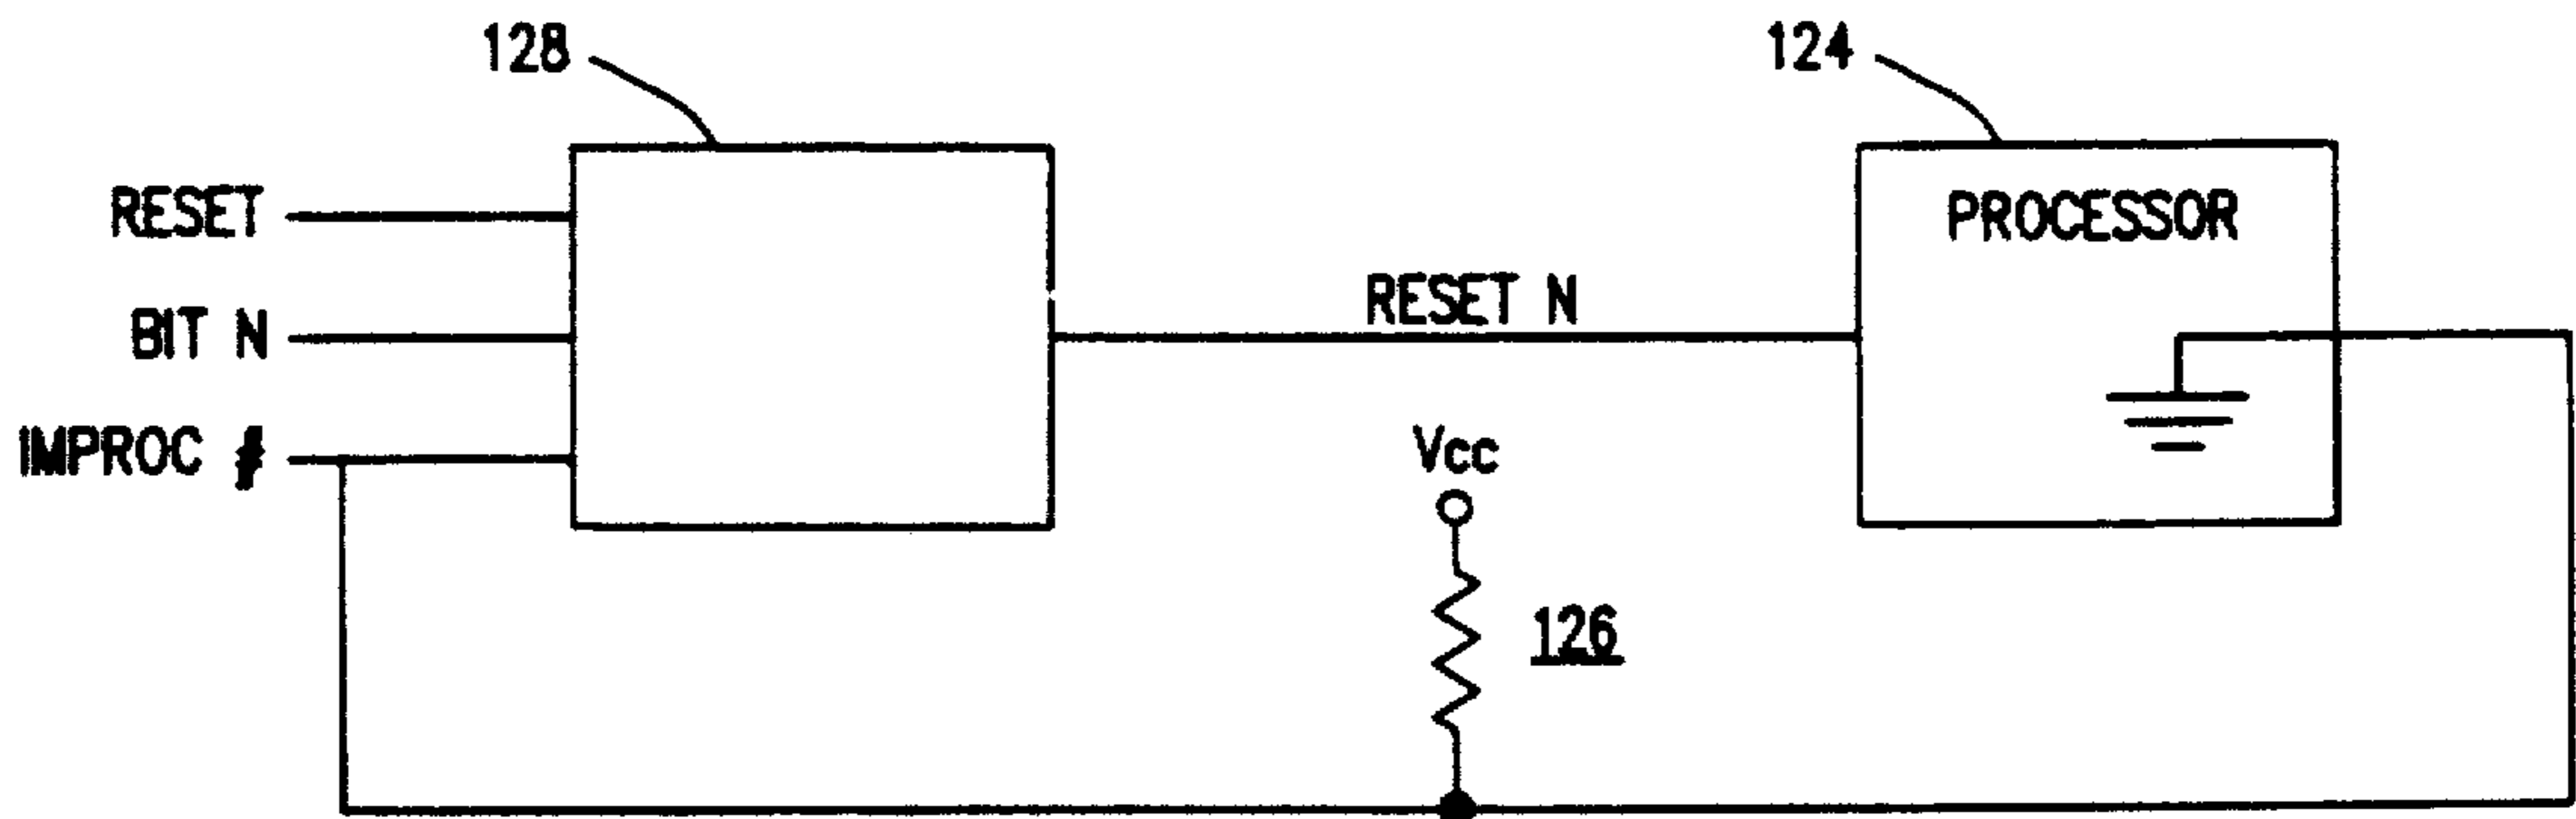 128
124
RESET
PROCESSOR
RESET N
BIT N
IMPROC #
Vcc
126